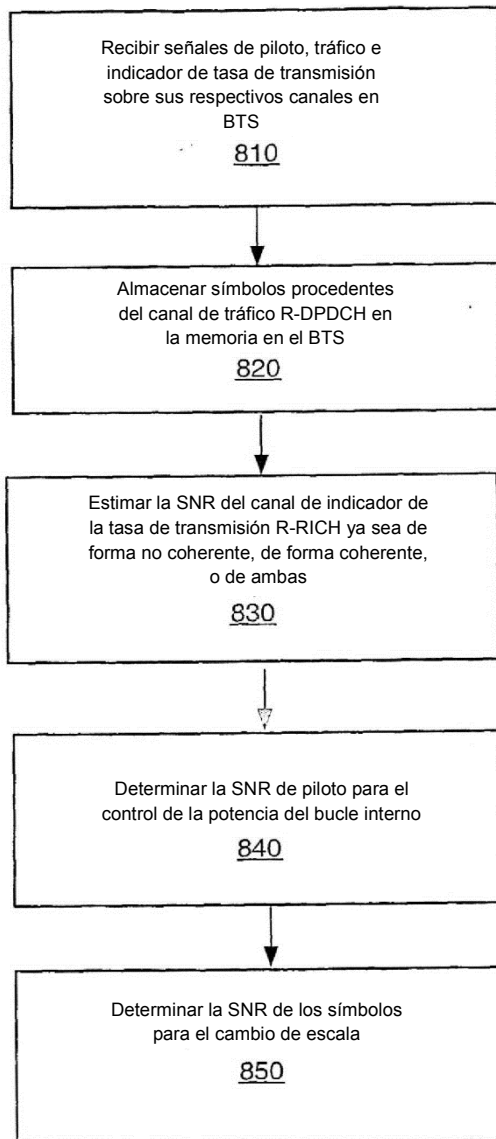 Recibir señales de piloto, tráfico e
indicador de tasa de transmisión
sobre sus respectivos canales en
BTS
810
Almacenar símbolos procedentes
del canal de tráfico R-DPDCH en
la memoria en el BTS
820
Estimar la SNR del canal de indicador de
la tasa de transmisión R-RICH ya sea de
forma no coherente, de forma coherente,
o de ambas
830
Determinar la SNR de piloto para el
control de la potencia del bucle interno
840
Determinar la SNR de los símbolos
para el cambio de escala
850